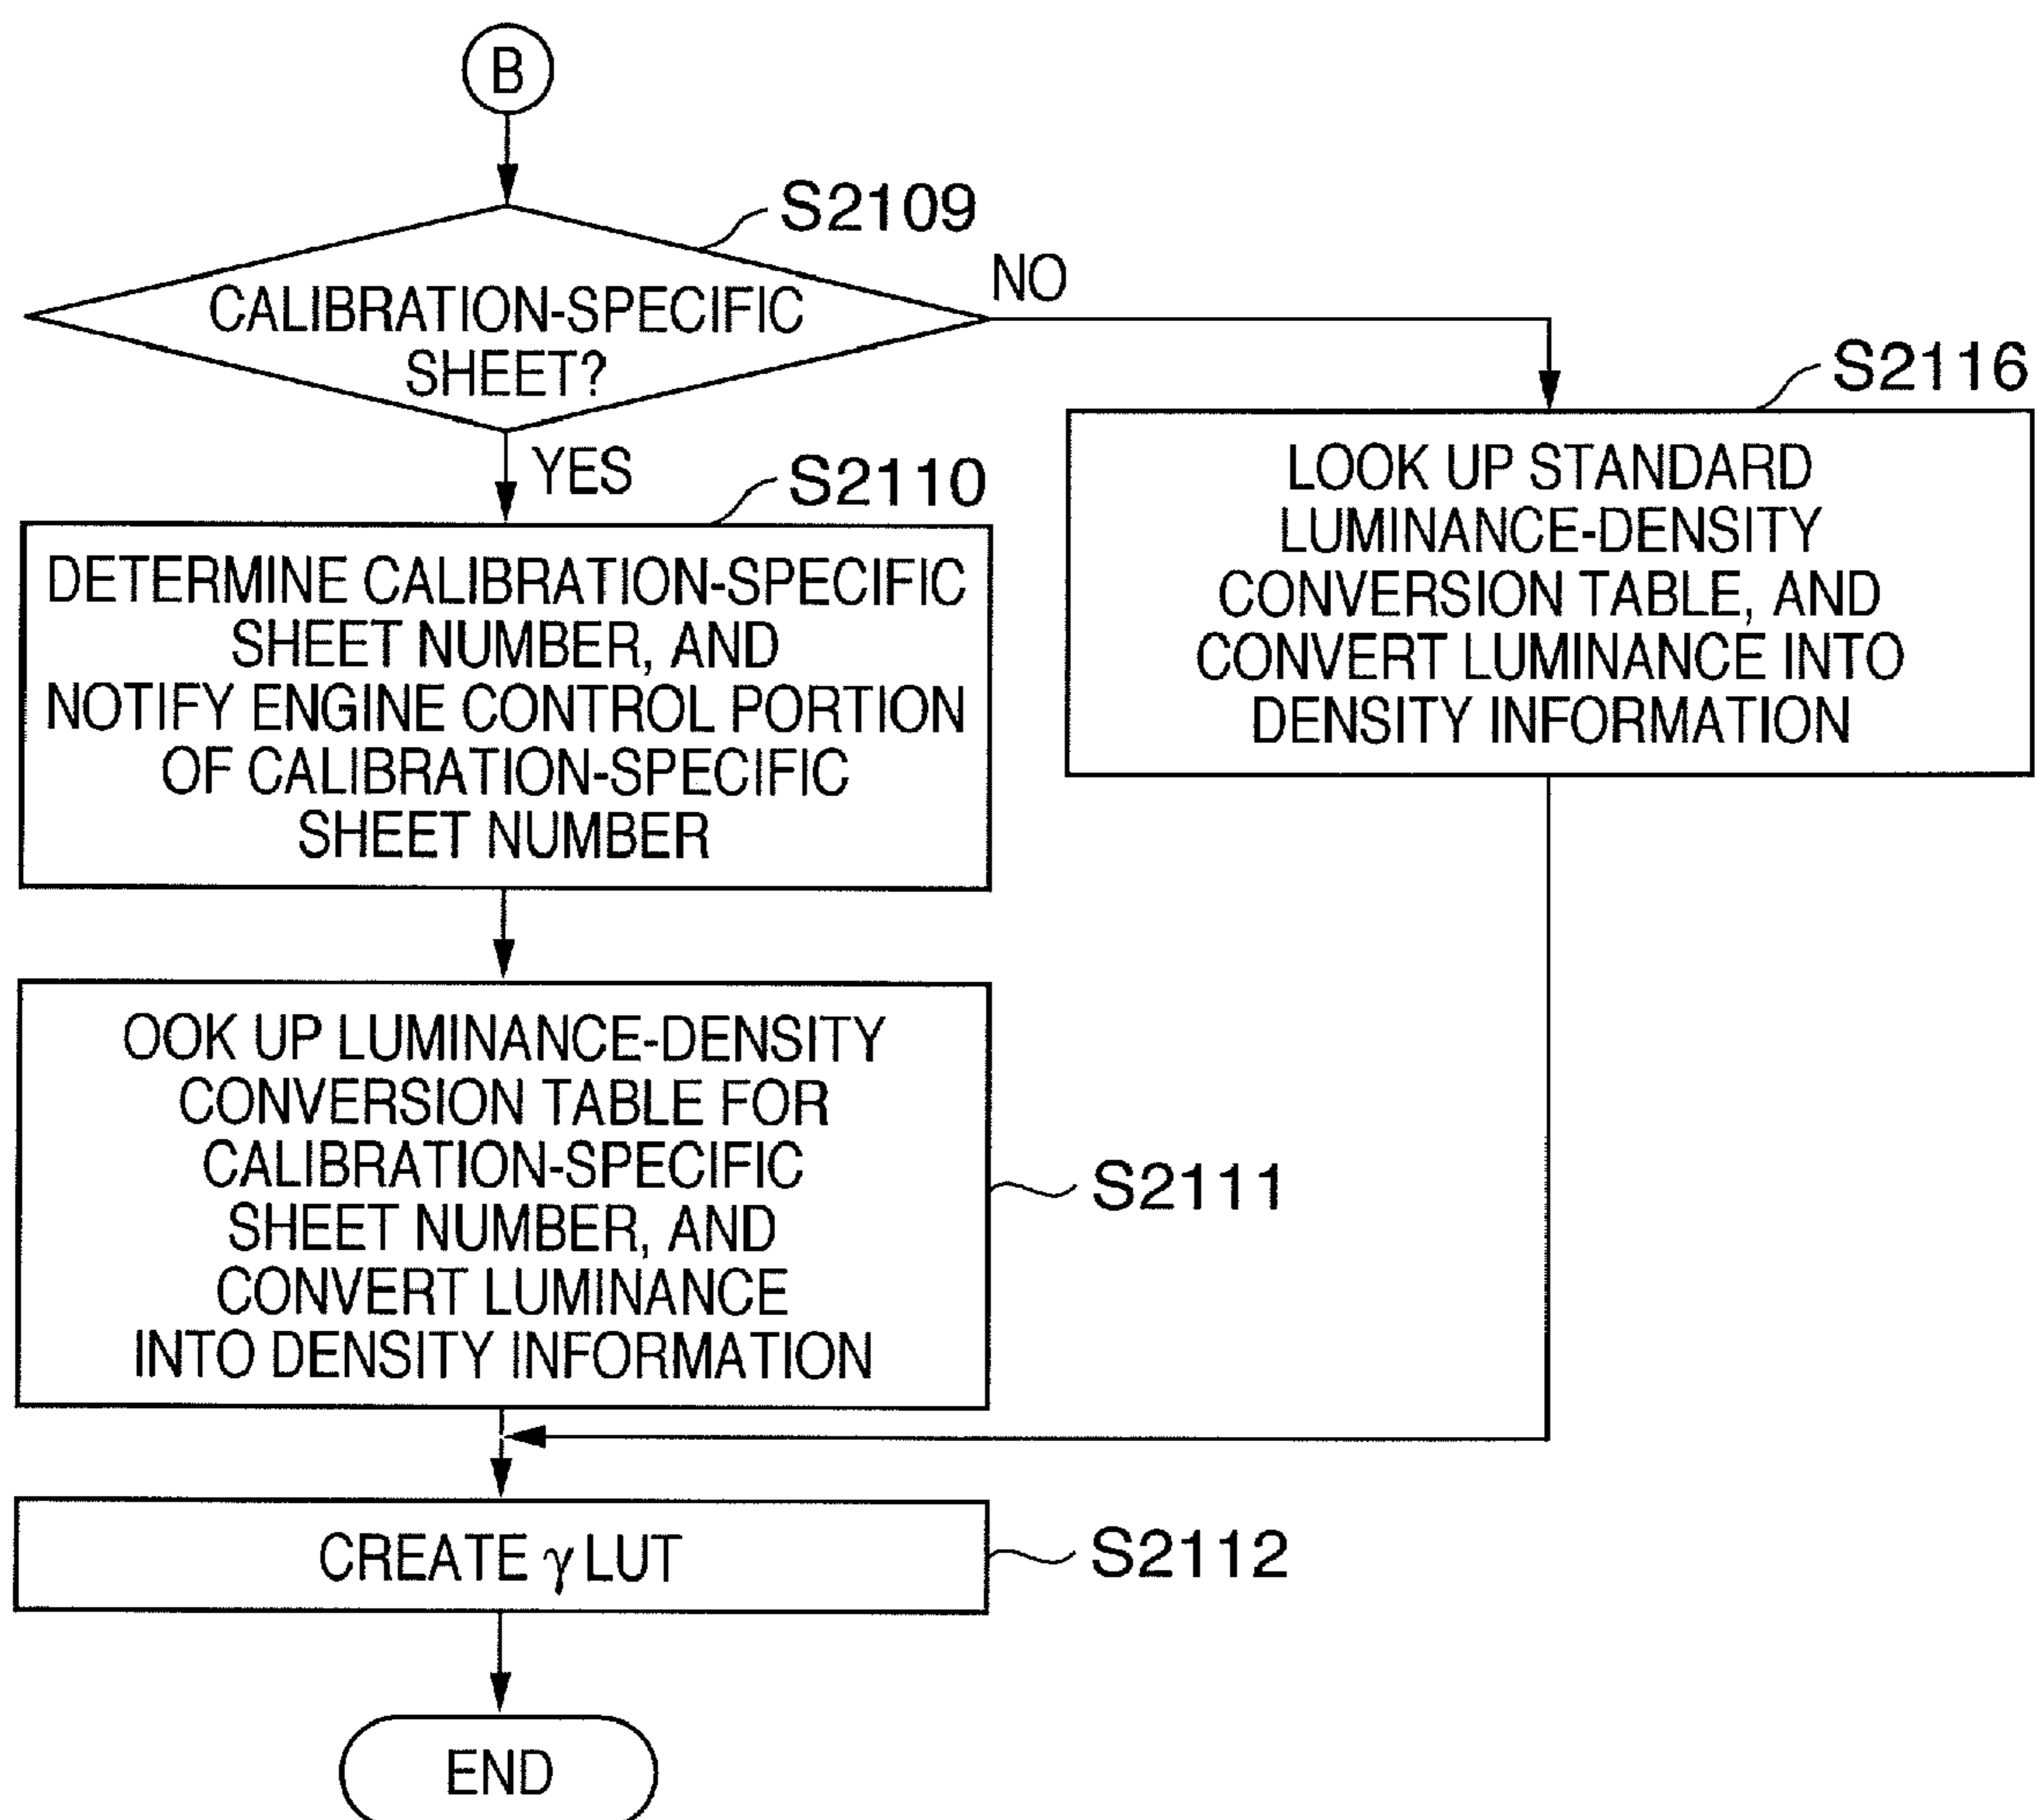 B
S2109
CALIBRATION-SPECIFIC
SHEET?
NO
YES
S2116
LOOK UP STANDARD
LUMINANCE-DENSITY
CONVERSION TABLE, AND
CONVERT LUMINANCE INTO
DENSITY INFORMATION
S2110
DETERMINE CALIBRATION-SPECIFIC
SHEET NUMBER, AND
NOTIFY ENGINE CONTROL PORTION
OF CALIBRATION-SPECIFIC
SHEET NUMBER
OOK UP LUMINANCE-DENSITY
CONVERSION TABLE FOR
CALIBRATION-SPECIFIC
SHEET NUMBER, AND
CONVERT LUMINANCE
INTO DENSITY INFORMATION
S2111
CREATE γ LUT
S2112
END